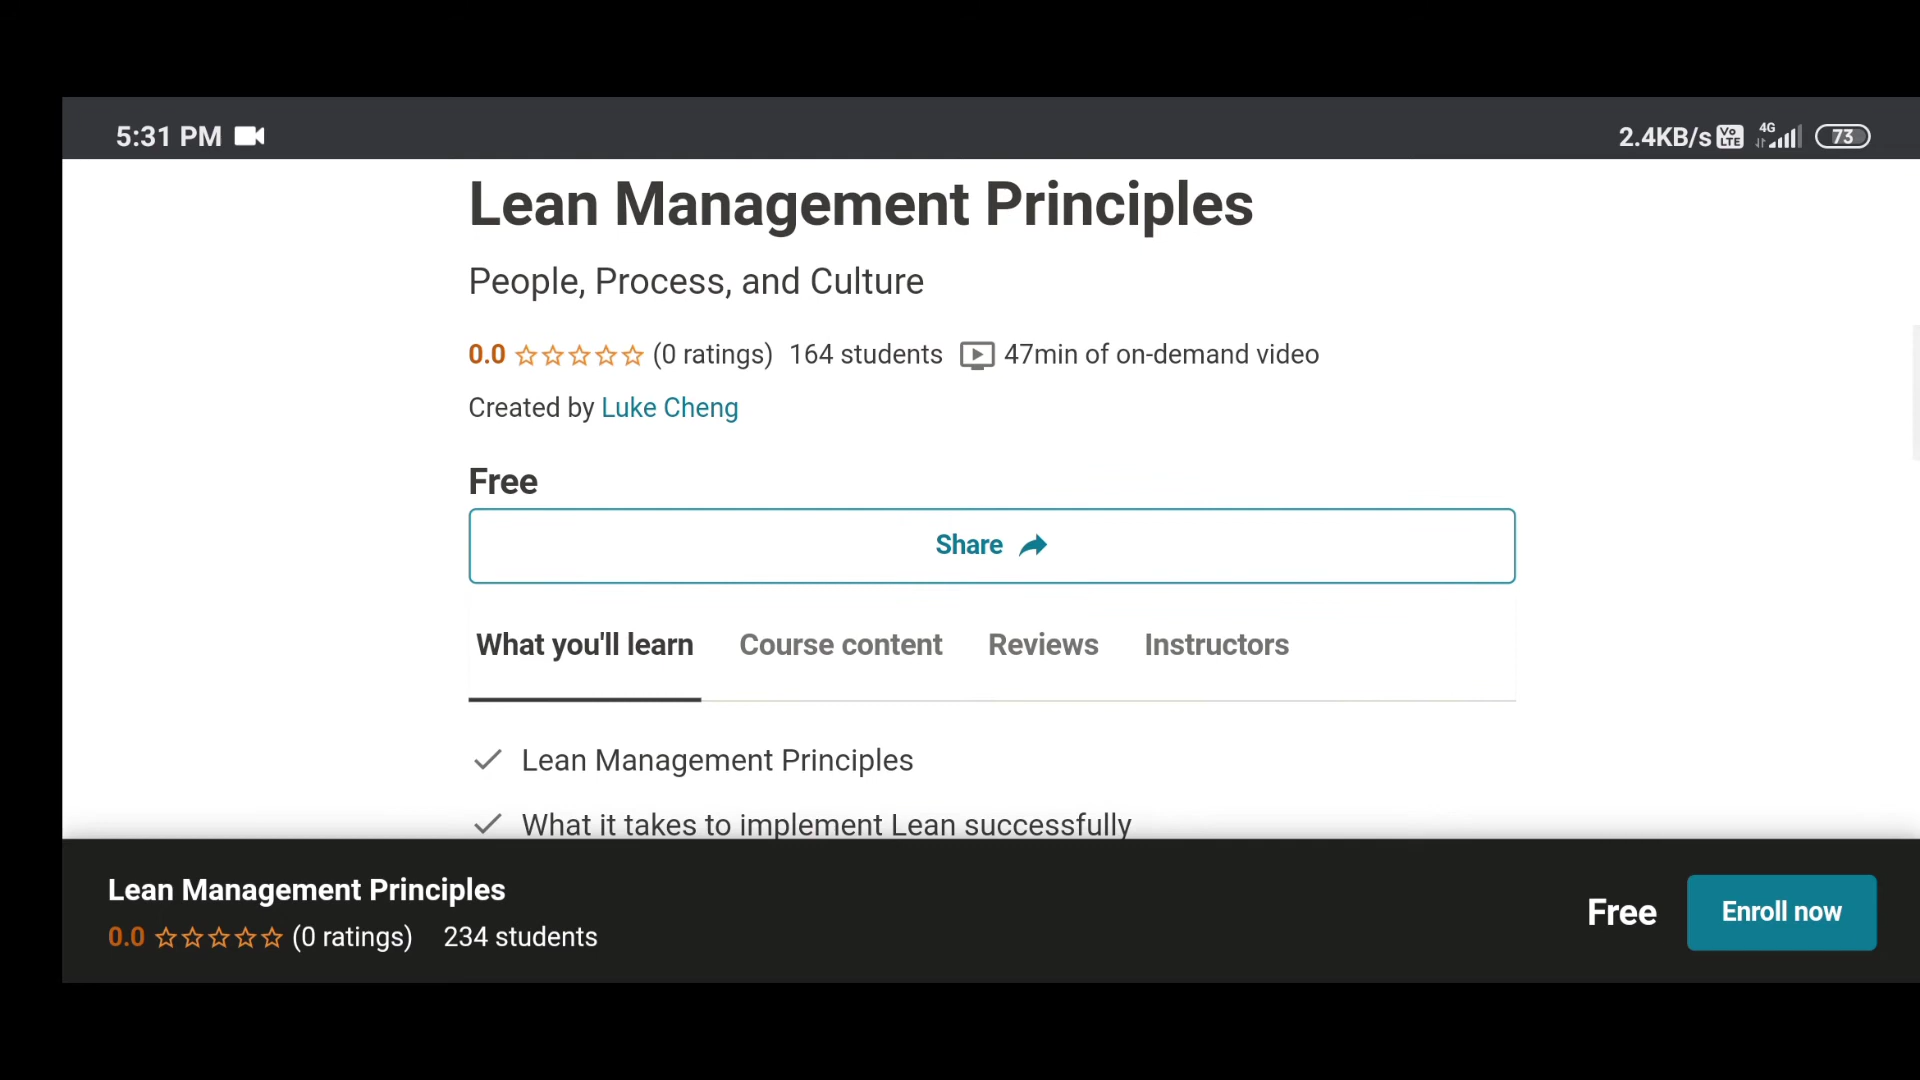 5:31 PM
2.4KB/s Vo LTE 4G 73
Lean Management Principles
People, Process, and Culture
0.0 (0 ratings) 164 students 47min of on-demand video
Created by Luke Cheng
Free
Share
What you'll learn Course content Reviews Instructors
Lean Management Principles
What it takes to implement Lean successfully
Lean Management Principles
0.0 (0 ratings) 234 students
Free Enroll now